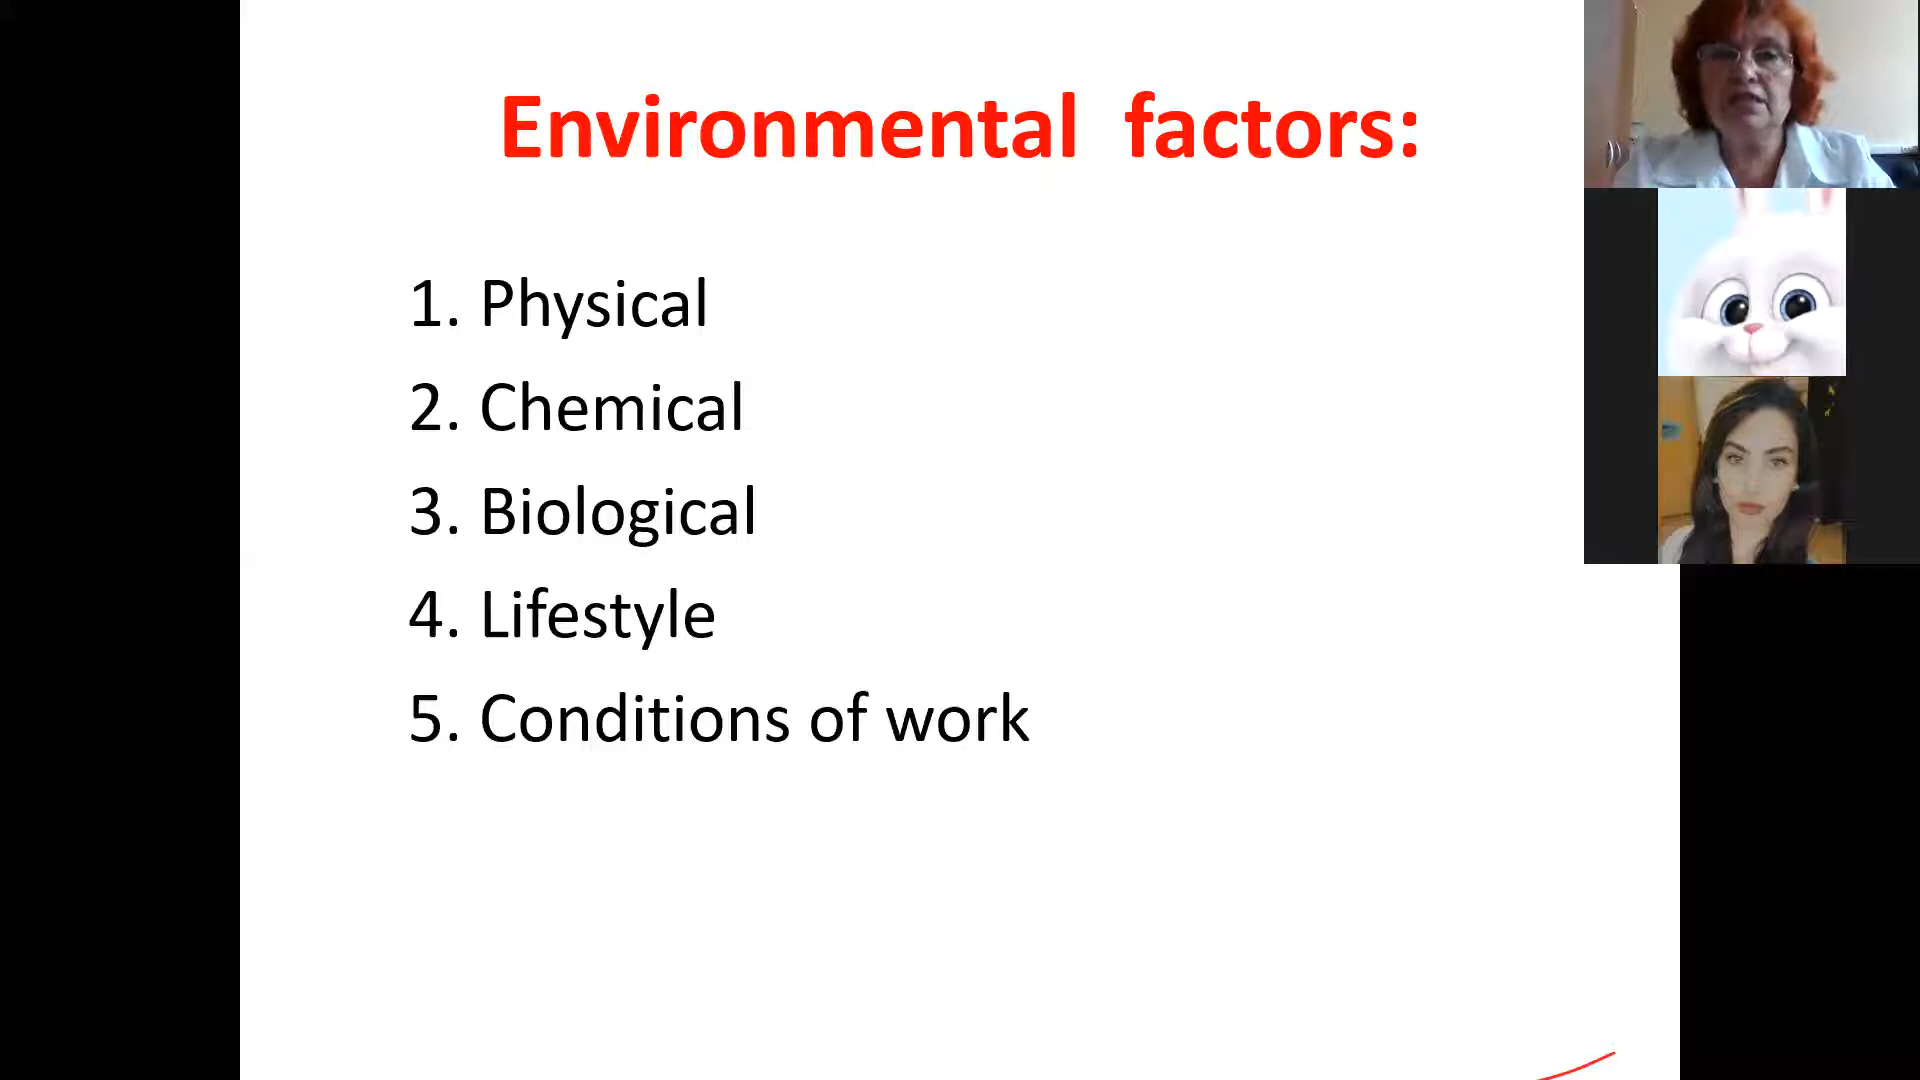 Environmental factors:
1. Physical
2. Chemical
3. Biological
4. Lifestyle
5. Conditions of work